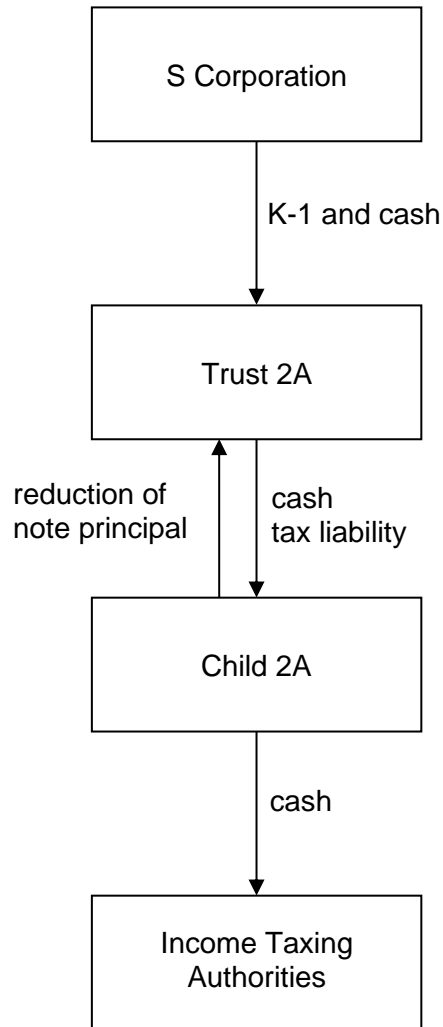 S Corporation
K-1 and cash
Trust 2A
reduction of
note principal
cash
tax liability
Child 2A
cash
Income Taxing
Authorities